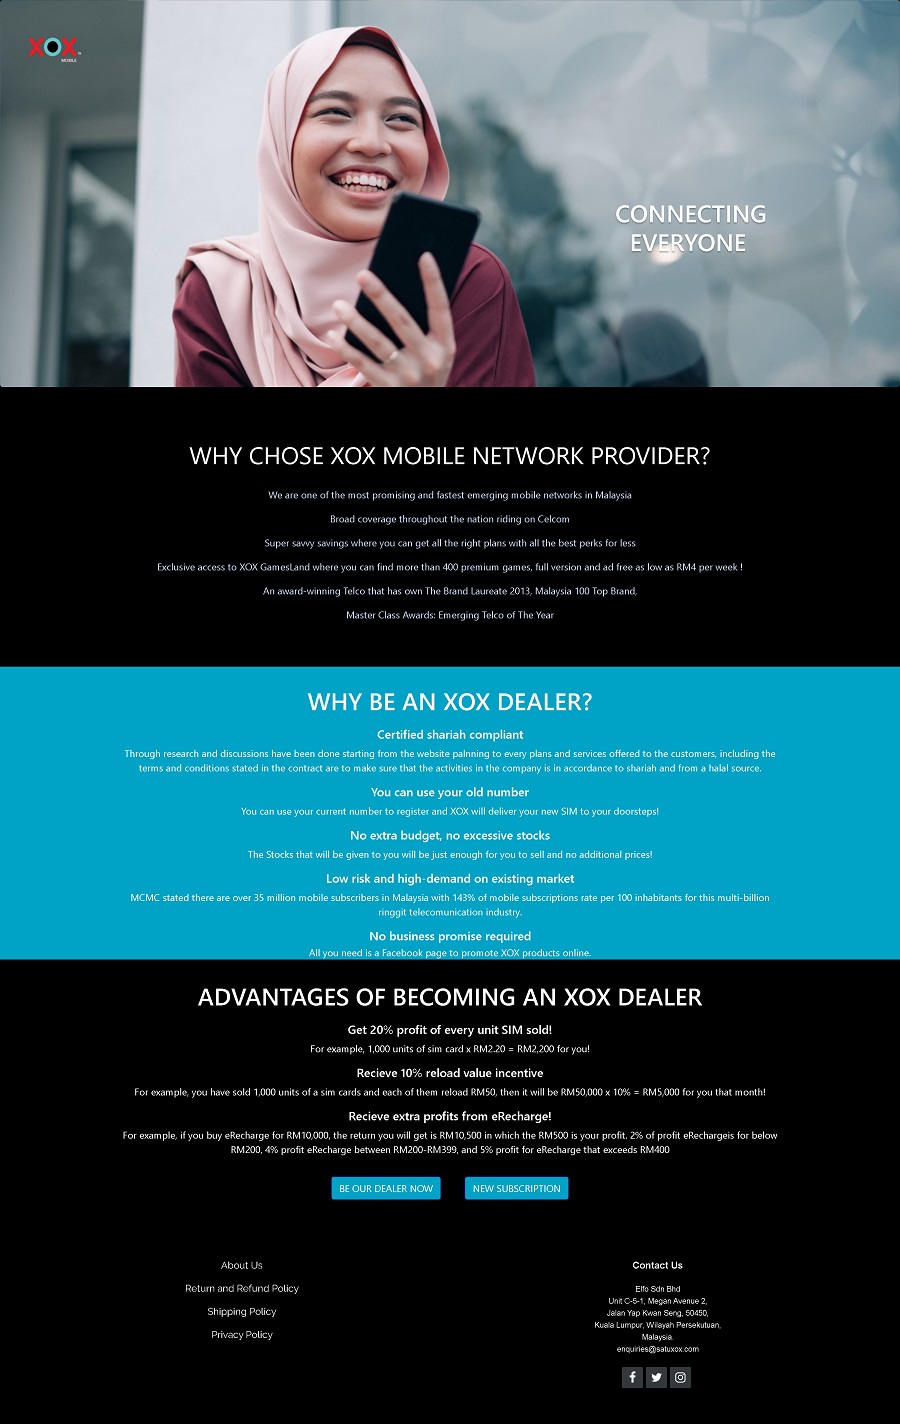 XOX
MOBILE
CONNECTING
EVERYONE
WHY CHOSE XOX MOBILE NETWORK PROVIDER?
We are one of the most promising and fastest emerging mobile networks in Malaysia
Broad coverage throughout the nation riding on Celcom
Super savvy savings where you can get all the right plans with all the best perks for less
Exclusive access to XOX GamesLand where you can find more than 400 premium games, full version and ad free as low as RM4 per week !
An award-winning Telco that has own The Brand Laureate 2013, Malaysia 100 Top Brand,
Master Class Awards: Emerging Telco of The Year
WHY BE AN XOX DEALER?
Certified shariah compliant
Through research and discussions have been done starting from the website palnning to every plans and services offered to the customers, including the
terms and conditions stated in the contract are to make sure that the activities in the company is in accordance to shariah and from a halal source.
You can use your old number
You can use your current number to register and XOX will deliver your new SIM to your doorsteps!
No extra budget, no excessive stocks
The Stocks that will be given to you will be just enough for you to sell and no additional prices!
Low risk and high-demand on existing market
MCMC stated there are over 35 million mobile subscribers in Malaysia with 143% of mobile subscriptions rate per 100 inhabitants for this multi-billion
ringgit telecomunication industry.
No business promise required
All you need is a Facebook page to promote XOX products online.
ADVANTAGES OF BECOMING AN XOX DEALER
Get 20% profit of every unit SIM sold!
For example, 1,000 units of sim card x RM2.20 = RM2,200 for you!
Recieve 10% reload value incentive
For example, you have sold 1,000 units of a sim cards and each of them reload RM50, then it will be RM50,000 x 10% = RM5,000 for you that month!
Recieve extra profits from eRecharge!
For example, if you buy eRecharge for RM10,000, the return you will get is RM10,500 in which the RM500 is your profit. 2% of profit eRechargeis for below
RM200, 4% profit eRecharge between RM200-RM399, and 5% profit for eRecharge that exceeds RM400
BE OUR DEALER NOW
NEW SUBSCRIPTION
About Us
Return and Refund Policy
Shipping Policy
Privacy Policy
Contact Us
Elfo Sdn Bhd
Unit C-5-1, Megan Avenue 2,
Jalan Yap Kwan Seng, 50450,
Kuala Lumpur, Wilayah Persekutuan,
Malaysia.
enquiries@satuxox.com